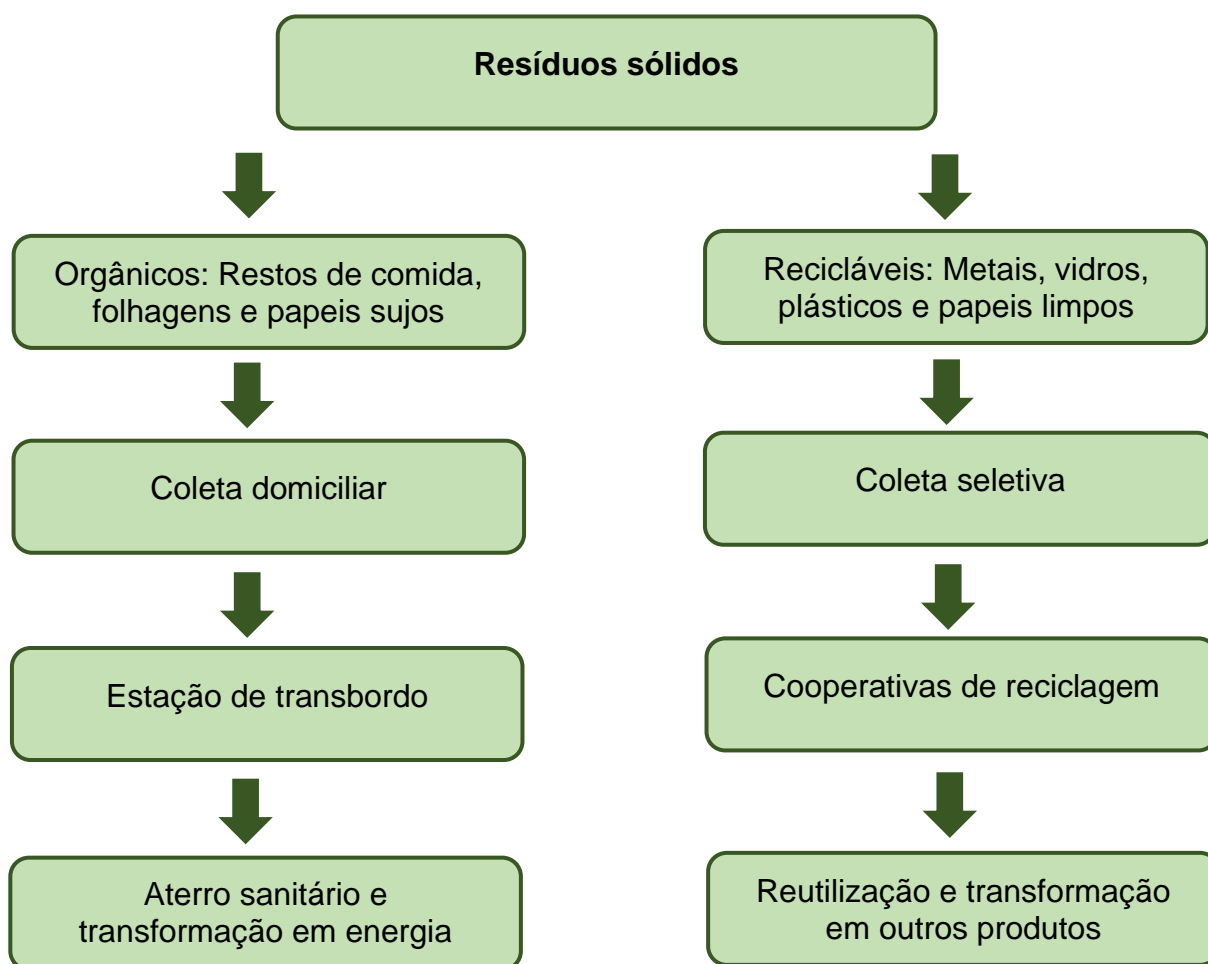 Resíduos sólidos
Orgânicos: Restos de comida,
folhagens e papeis sujos
Recicláveis: Metais, vidros,
plásticos e papeis limpos
Coleta domiciliar
Coleta seletiva
Estação de transbordo
Cooperativas de reciclagem
Aterro sanitário e
transformação em energia
Reutilização e transformação
em outros produtos